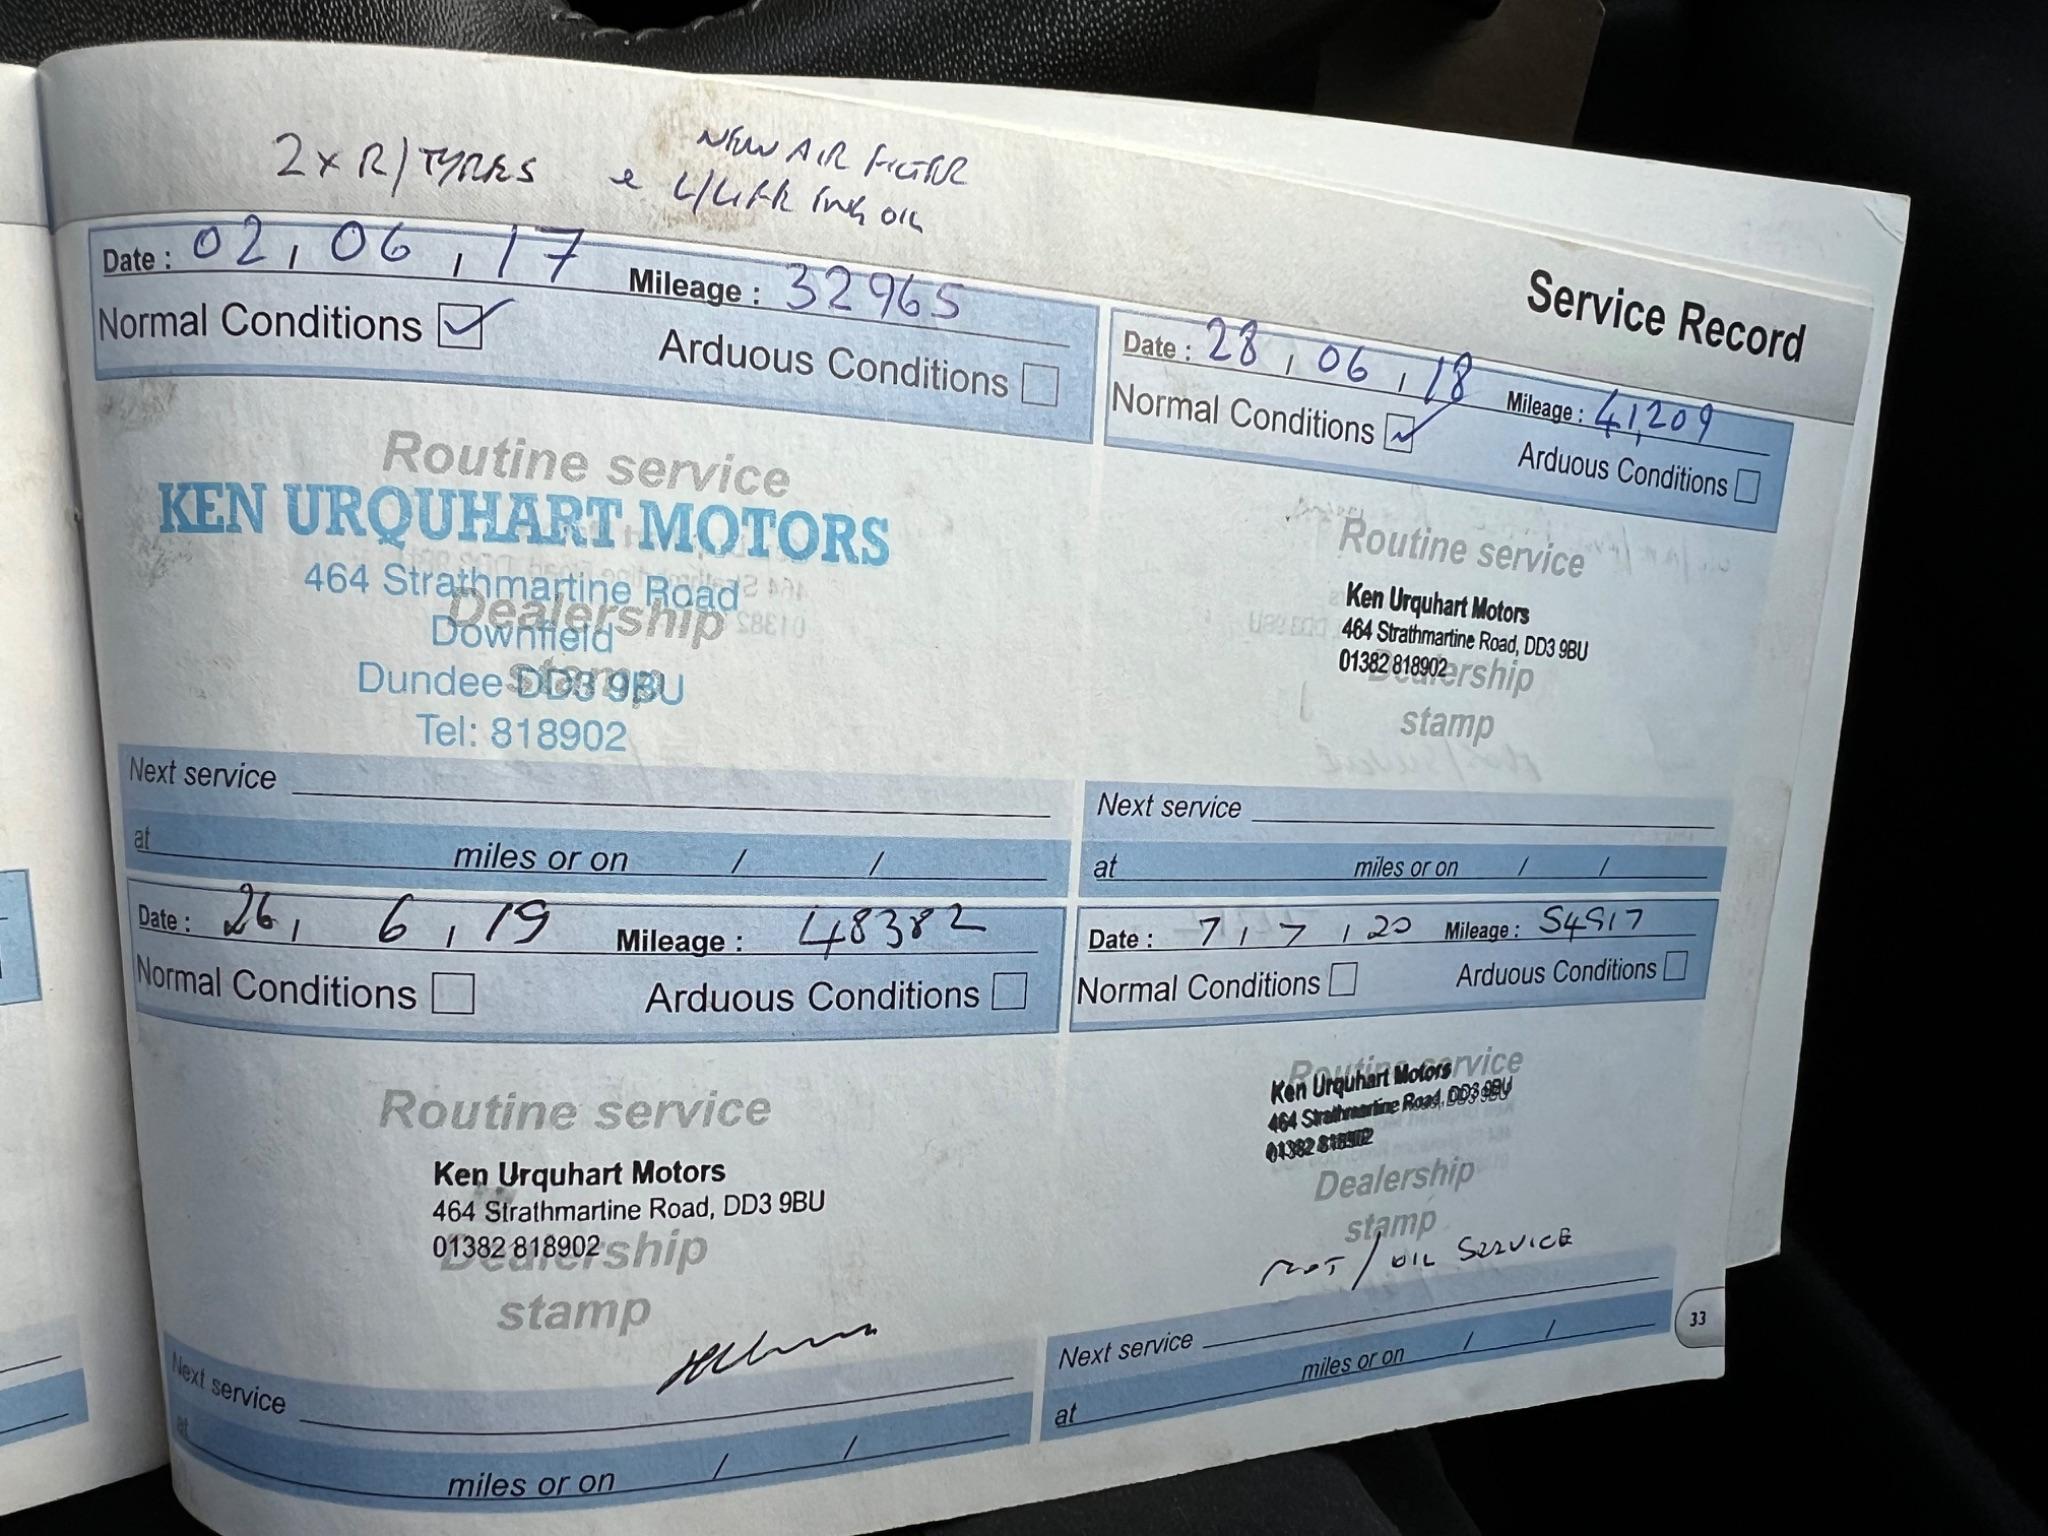 2 x R/TYRES
NEW AIR FILTER
Service Record
Date : 02, 06, 17 Mileage : 32965
Normal Conditions Arduous Conditions
Routine service
KEN URQUHART MOTORS
464 Strathmartine Road
Dealership
Downfield
stamp
Dundee DD3 9BU
Tel: 818902
Next service
at miles or on / /
Date : 28, 06, 18 Mileage : 41,209
Normal Conditions Arduous Conditions
Routine service
Ken Urquhart Motors
464 Strathmartine Road, DD3 9BU
01382 818902
Dealership
stamp
Next service
at miles or on / /
Date : 26, 6, 19 Mileage : 48382
Normal Conditions Arduous Conditions
Routine service
Ken Urquhart Motors
464 Strathmartine Road, DD3 9BU
01382 818902
Dealership
stamp
Next service
at miles or on / /
Date : 7, 7, 20 Mileage :
Normal Conditions Arduous Conditions
Routine service
Ken Urquhart Motors
464 Strathmartine Road, DD3 9BU
01382 818902
Dealership
stamp
MOT / OIL SERVICE
Next service
at miles or on / /
33